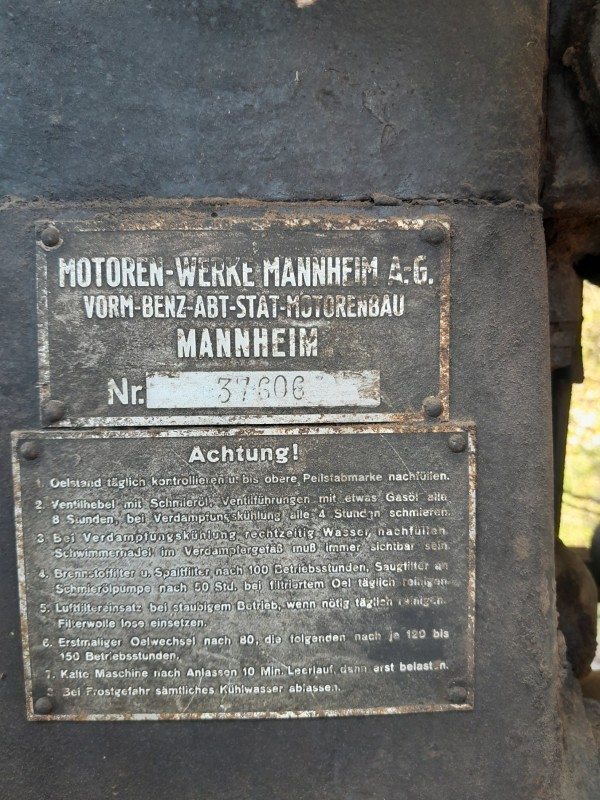 MOTOREN-WERKE MANNHEIM A.G.
VORM-BENZ-ABT-STAT-MOTORENBAU
MANNHEIM
Nr. 37606
Achtung!
1. Oelstand täglich kontrollieren u. bis obere Peilstabmarke nachfüllen.
2. Ventilhebel mit Schmieröl, Ventilführungen mit etwas Gasöl alle
8 Stunden, bei Verdampfungskühlung alle 4 Stunden schmieren.
3. Bei Verdampfungskühlung rechtzeitig Wasser nachfüllen.
Schwimmernadel im Verdampfergefäß muß immer sichtbar sein.
4. Brennstoffilter u. Spaltfilter nach 100 Betriebsstunden, Saugfilter an
Schmierölpumpe nach 50 Std. bei filtriertem Oel täglich reinigen.
5. Luftfiltereinsatz bei staubigem Betrieb, wenn nötig täglich reinigen.
Filterwolle lose einsetzen.
6. Erstmaliger Oelwechsel nach 80, die folgenden nach je 120 bis
150 Betriebsstunden.
7. Kalte Maschine nach Anlassen 10 Min. Leerlauf, dann erst belasten.
8. Bei Frostgefahr sämtliches Kühlwasser ablassen.